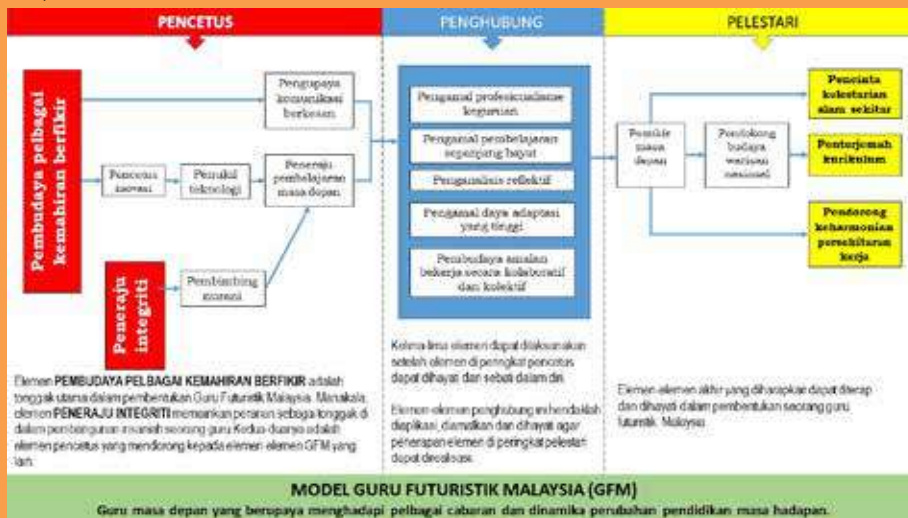 PENCETUS
PENGHUBUNG
PELESTARI
Pembudaya pelbagai
kemahiran berfikir
Pengupaya
komunikasi
berkesan
Pencetus
inovasi
Pemikul
teknologi
Peneraju
pembelajaran
masa depan
Peneraju
integriti
Pembimbing
insani
Pengamal profesionalisme
keguruan
Pengamal pembelajaran
sepanjang hayat
Penganalisis reflektif
Pengamal daya adaptasi
yang tinggi
Pembudaya amalan
bekerja secara kolaboratif
dan kolektif
Pemikir
masa
depan
Pendokong
budaya
warisan
nasional
Pencinta
kelestarian
alam sekitar
Penterjemah
kurikulum
Pendorong
keharmonian
persekitaran
kerja
Elemen PEMBUDAYA PELBAGAI KEMAHIRAN BERFIKIR adalah
tonggak utama dalam pembentukan Guru Futuristik Malaysia. Manakala,
elemen PENERAJU INTEGRITI memainkan peranan sebagai tonggak di
dalam pembangunan insaniah seorang guru. Kedua-duanya adalah
elemen pencetus yang mendorong kepada elemen-elemen GFM yang
lain.
Kelima-lima elemen dapat dilaksanakan
setelah elemen di peringkat pencetus
dapat dihayati dan sebati dalam diri.
Elemen-elemen penghubung ini hendaklah
diaplikasi, diamalkan dan dihayati agar
penerapan elemen di peringkat pelestari
dapat direalisasi.
Elemen-elemen akhir yang diharapkan dapat diterap
dan dihayati dalam pembentukan seorang guru
futuristik Malaysia
MODEL GURU FUTURISTIK MALAYSIA (GFM)
Guru masa depan yang berupaya menghadapi pelbagai cabaran dan dinamika perubahan pendidikan masa hadapan.